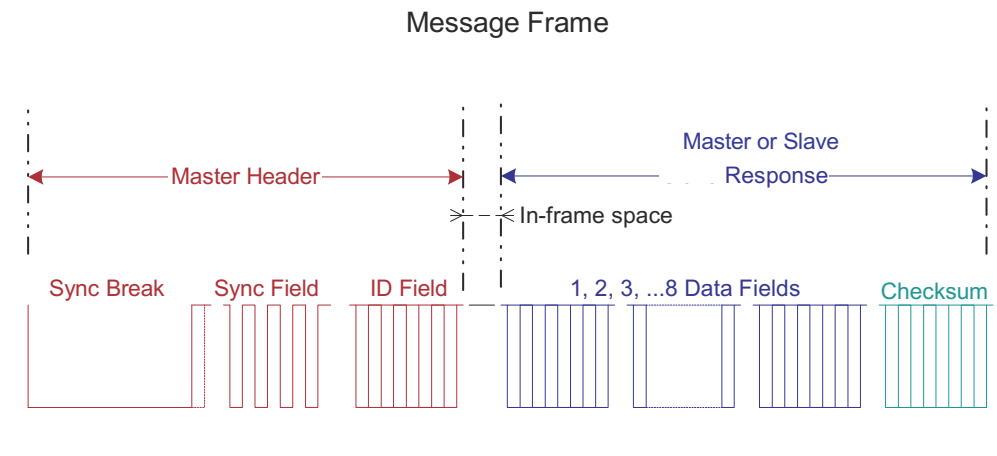 Message Frame
Master or Slave
Master Header
Response
In-frame space
Sync Break
Sync Field
ID Field
1, 2, 3, ...8 Data Fields
Checksum